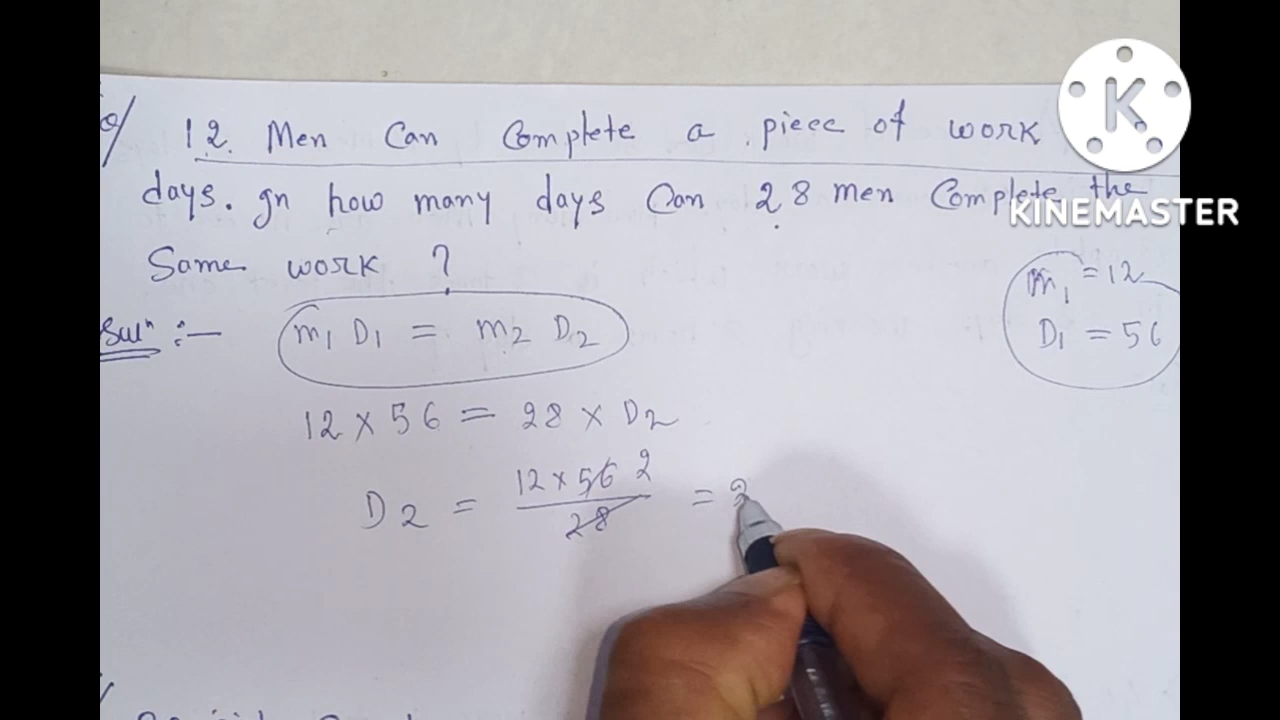 Q/ 12. Men Can Complete a piece of work
days. In how many days Can 28 men Complete the
Same work ?
KINEMASTER
m1 = 12
D1 = 56
Sol^n :-
m1 D1 = m2 D2
12 x 56 = 28 x D2
D2 = 12 x 56 2 / 28 = 2